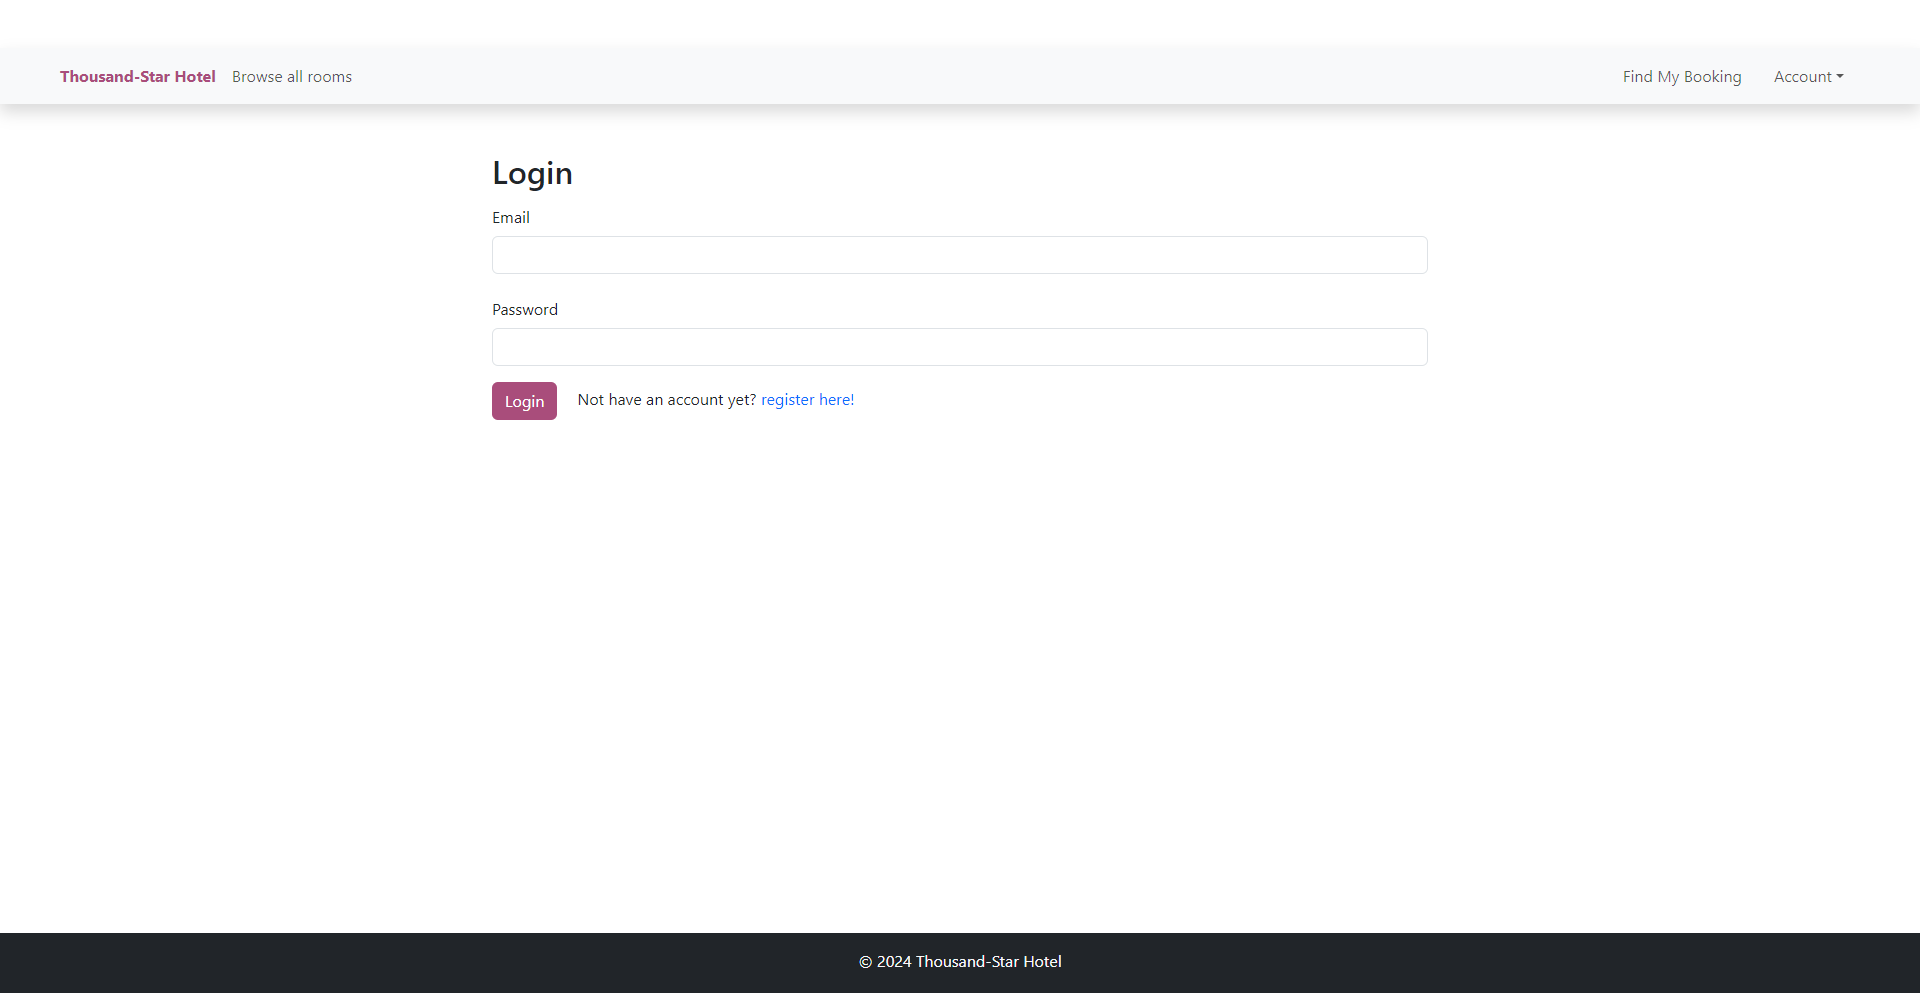 Thousand-Star Hotel Browse all rooms Find My Booking Account
Login
Email
Password
Login Not have an account yet? register here!
© 2024 Thousand-Star Hotel